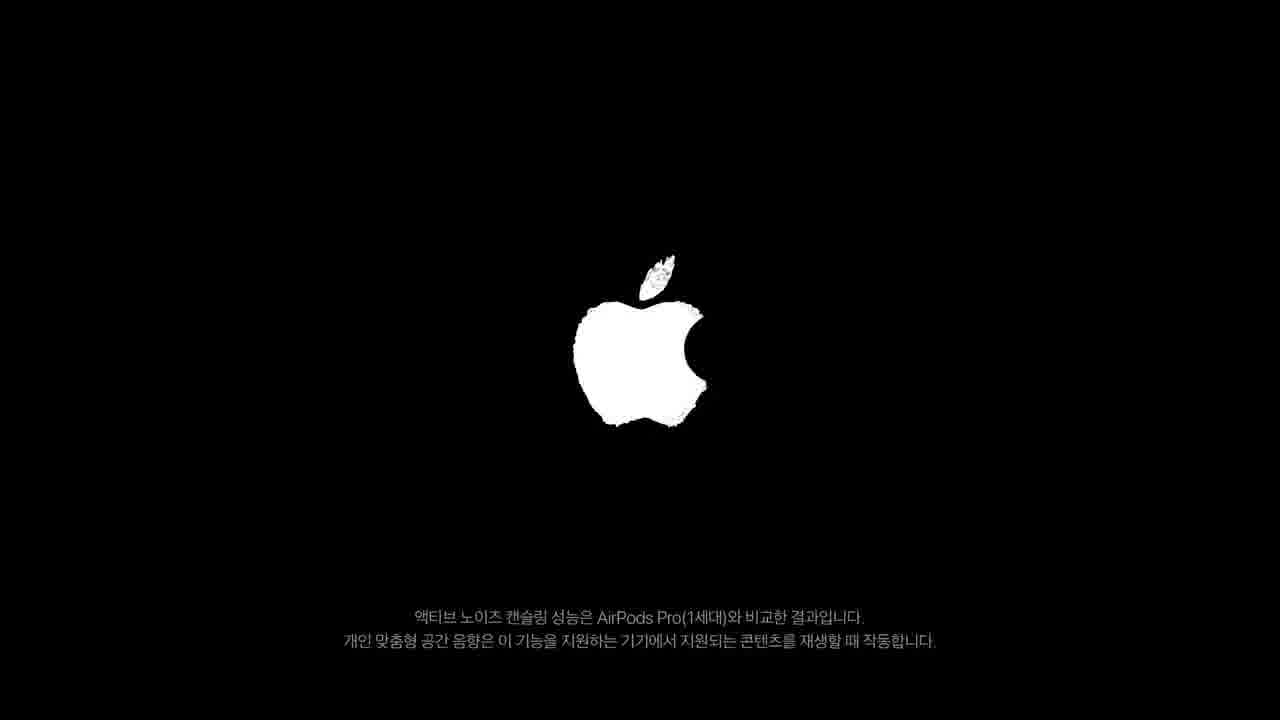 액티브 노이즈 캔슬링 성능은 AirPods Pro(1세대)와 비교한 결과입니다.
개인 맞춤형 공간 음향은 이 기능을 지원하는 기기에서 지원되는 콘텐츠를 재생할 때 작동합니다.